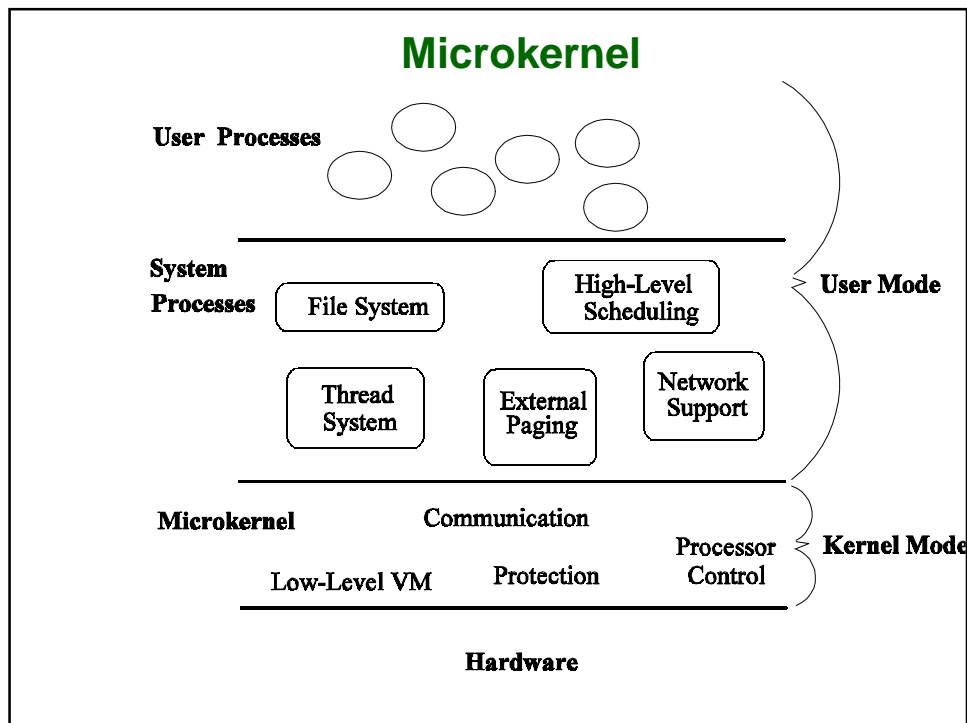 Microkernel
User Processes
System
Processes
File System
High-Level
Scheduling
User Mode
Thread
System
External
Paging
Network
Support
Microkernel
Communication
Low-Level VM
Protection
Processor
Control
Kernel Mode
Hardware